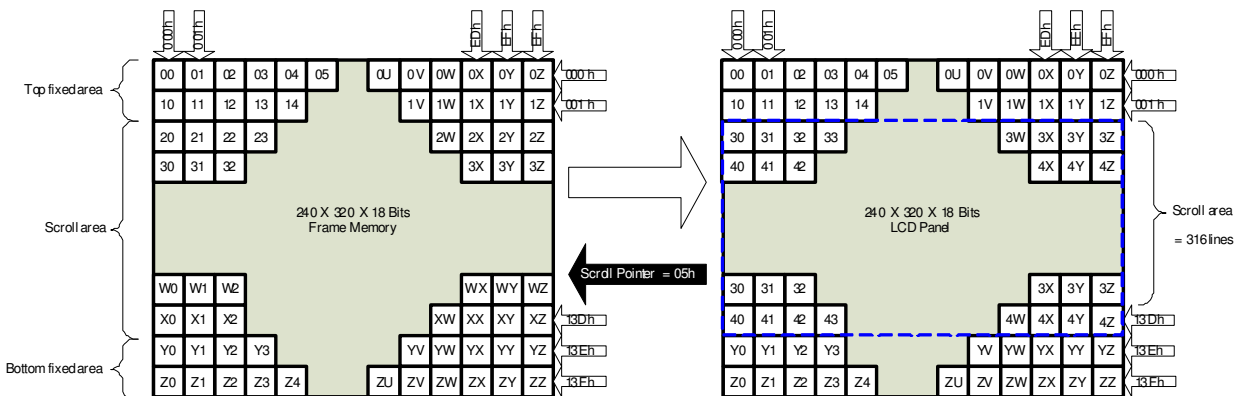 000h 001h EDh EFh EFh 000h 001h EDh EEh EFh
00 01 02 03 04 05 0U 0V 0W 0X 0Y 0Z 000h 00 01 02 03 04 05 0U 0V 0W 0X 0Y 0Z 000h
Top fixed area
10 11 12 13 14 1V 1W 1X 1Y 1Z 001h 10 11 12 13 14 1V 1W 1X 1Y 1Z 001h
20 21 22 23 2W 2X 2Y 2Z 30 31 32 33 3W 3X 3Y 3Z
30 31 32 3X 3Y 3Z 40 41 42 4X 4Y 4Z
Scroll area
240 X 320 X 18 Bits
Frame Memory
240 X 320 X 18 Bits
LCD Panel
Scroll area
= 316 lines
Scroll Pointer = 05h
W0 W1 W2 WX WY WZ 30 31 32 3X 3Y 3Z
X0 X1 X2 XW XX XY XZ 13Dh 40 41 42 43 4W 4X 4Y 4Z 13Dh
Y0 Y1 Y2 Y3 YV YW YX YY YZ 13Eh Y0 Y1 Y2 Y3 YV YW YX YY YZ 13Eh
Bottom fixed area
Z0 Z1 Z2 Z3 Z4 ZU ZV ZW ZX ZY ZZ 13Fh Z0 Z1 Z2 Z3 Z4 ZU ZV ZW ZX ZY ZZ 13Fh